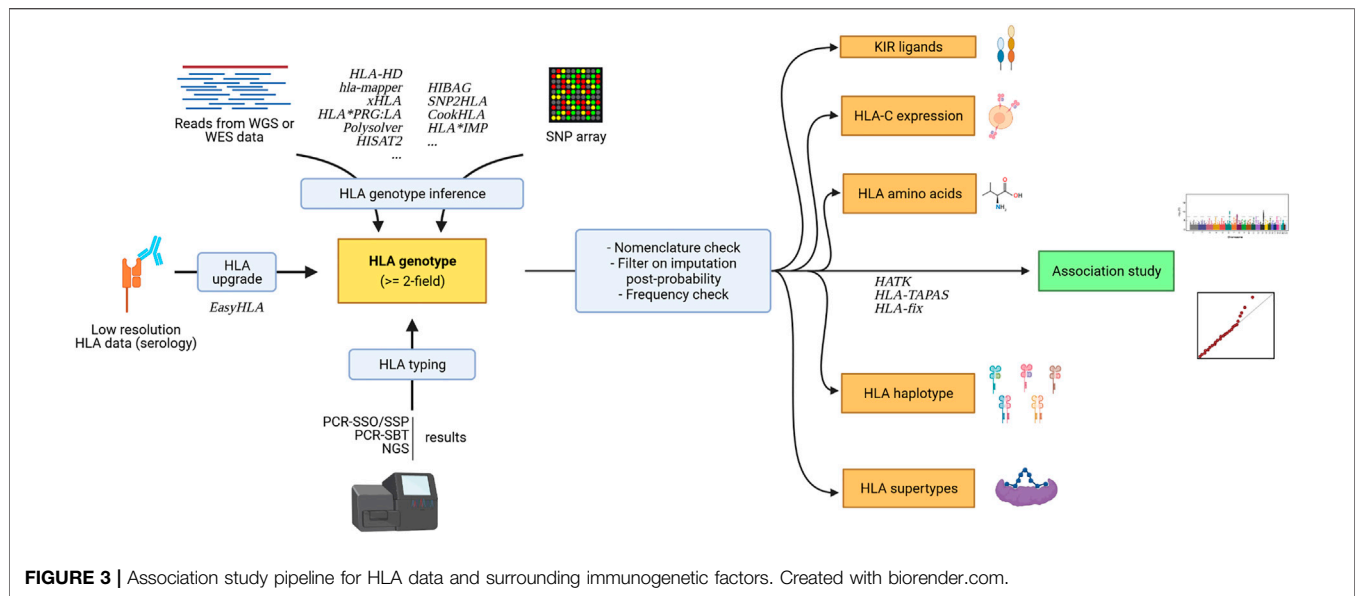 HLA-HD
hla-mapper
xHLA
HLA*PRG:LA
Polysolver
HISAT2
...
HIBAG
SNP2HLA
CookHLA
HLA*IMP
...
Reads from WGS or
WES data
SNP array
HLA genotype inference
HLA
upgrade
EasyHLA
Low resolution
HLA data (serology)
HLA genotype
(>= 2-field)
HLA typing
PCR-SSO/SSP
PCR-SBT
NGS
results
- Nomenclature check
- Filter on imputation
post-probability
- Frequency check
KIR ligands
HLA-C expression
HLA amino acids
O
OH
NH2
HATK
HLA-TAPAS
HLA-fix
Association study
HLA haplotype
HLA supertypes
FIGURE 3 | Association study pipeline for HLA data and surrounding immunogenetic factors. Created with biorender.com.